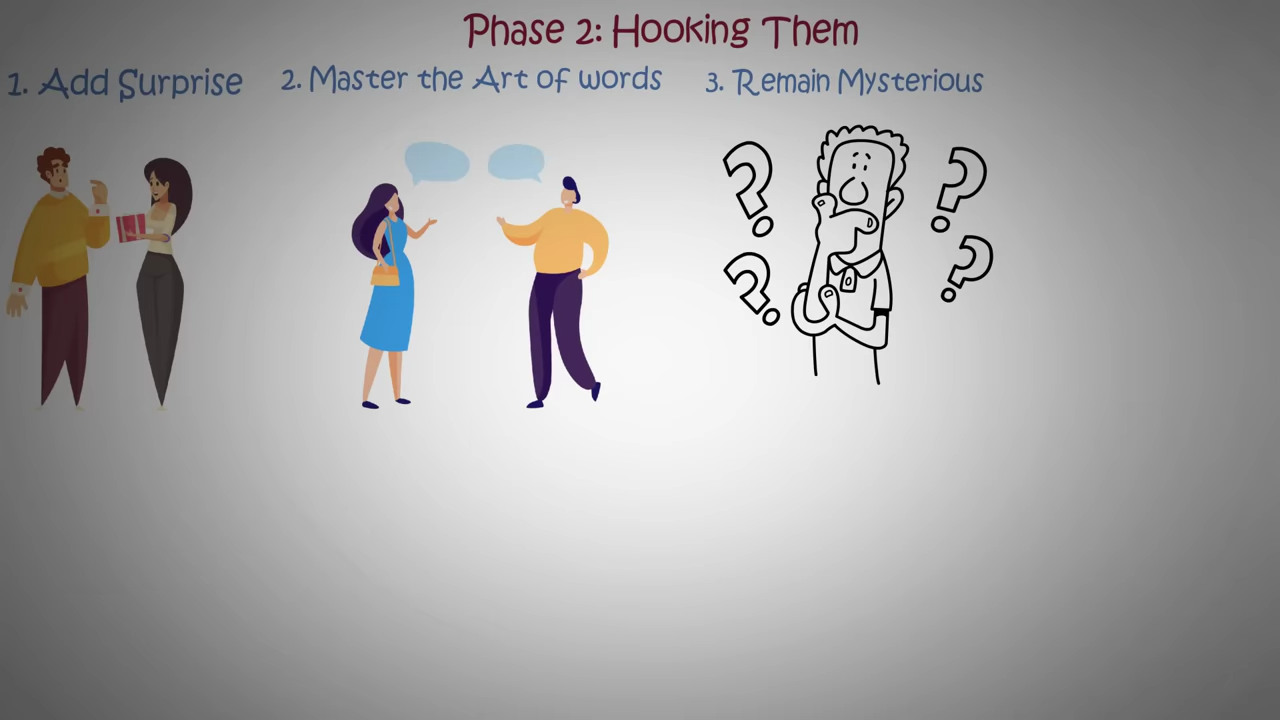 Phase 2: Hooking Them
1. Add Surprise
2. Master the Art of words
3. Remain Mysterious